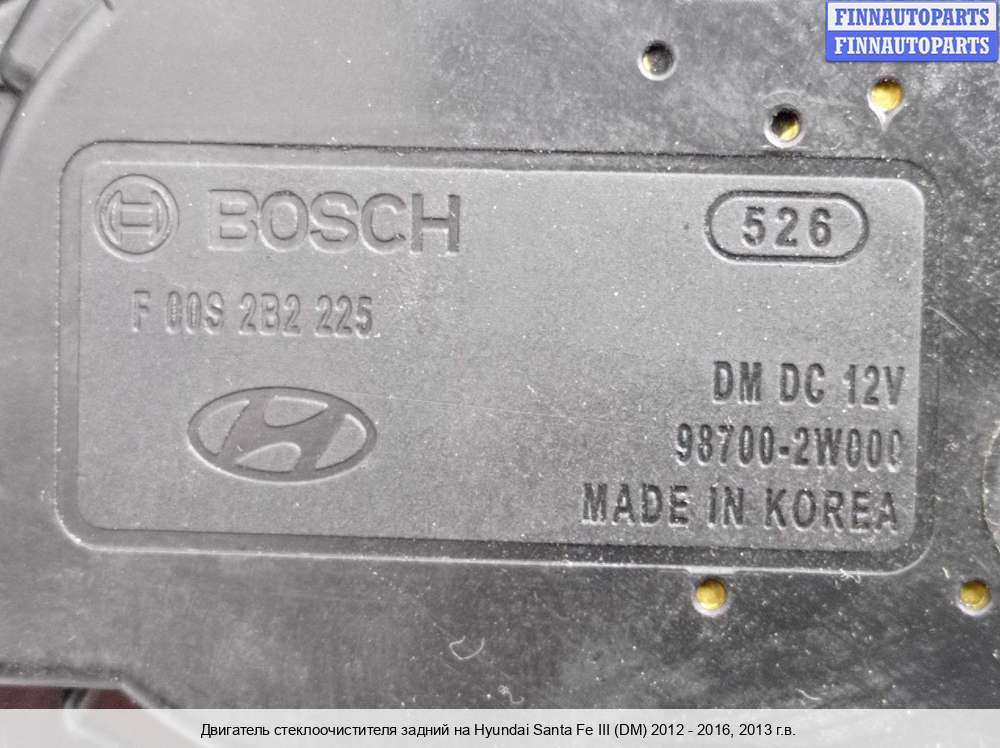 FINNAUTOPARTS
FINNAUTOPARTS
BOSCH
526
F 00S 2B2 225
DM DC 12V
98700-2W000
MADE IN KOREA
Двигатель стеклоочистителя задний на Hyundai Santa Fe III (DM) 2012 - 2016, 2013 г.в.